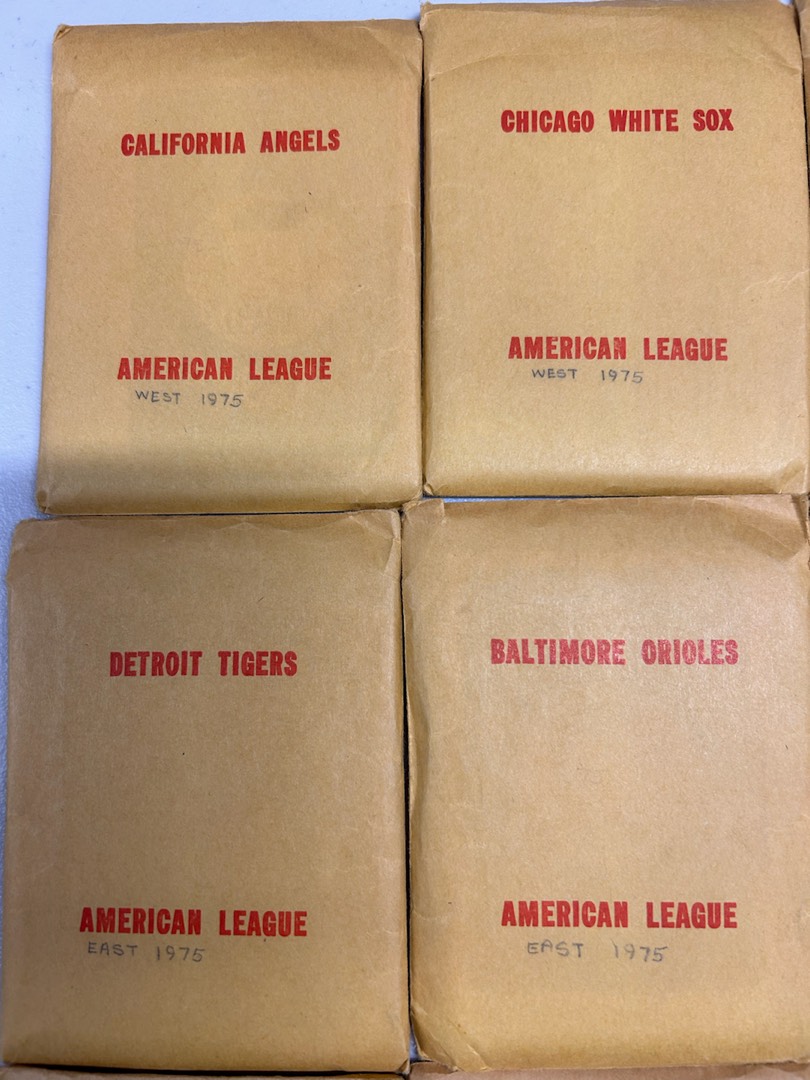 CALIFORNIA ANGELS
AMERICAN LEAGUE
WEST 1975
CHICAGO WHITE SOX
AMERICAN LEAGUE
WEST 1975
DETROIT TIGERS
AMERICAN LEAGUE
EAST 1975
BALTIMORE ORIOLES
AMERICAN LEAGUE
EAST 1975